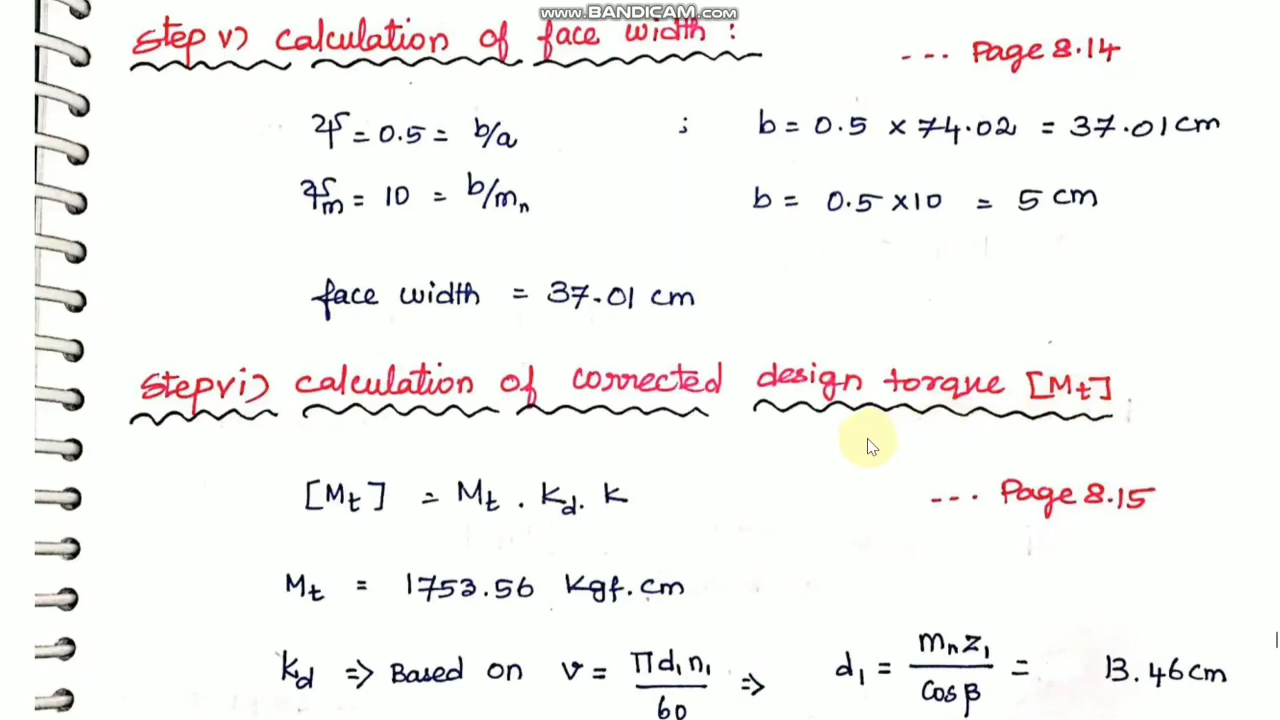 www.BANDICAM.com
Step v) calculation of face width :
--- Page 8.14
ψ = 0.5 = b/a ; b = 0.5 × 74.02 = 37.01 cm
ψm = 10 = b/mn b = 0.5 × 10 = 5 cm
face width = 37.01 cm
Step vi) calculation of corrected design torque [Mt]
[Mt] = Mt . kd . k --- Page 8.15
Mt = 1753.56 kgf.cm
kd => Based on v = πd1n1/60 => d1 = mnz1/cosβ = 13.46cm